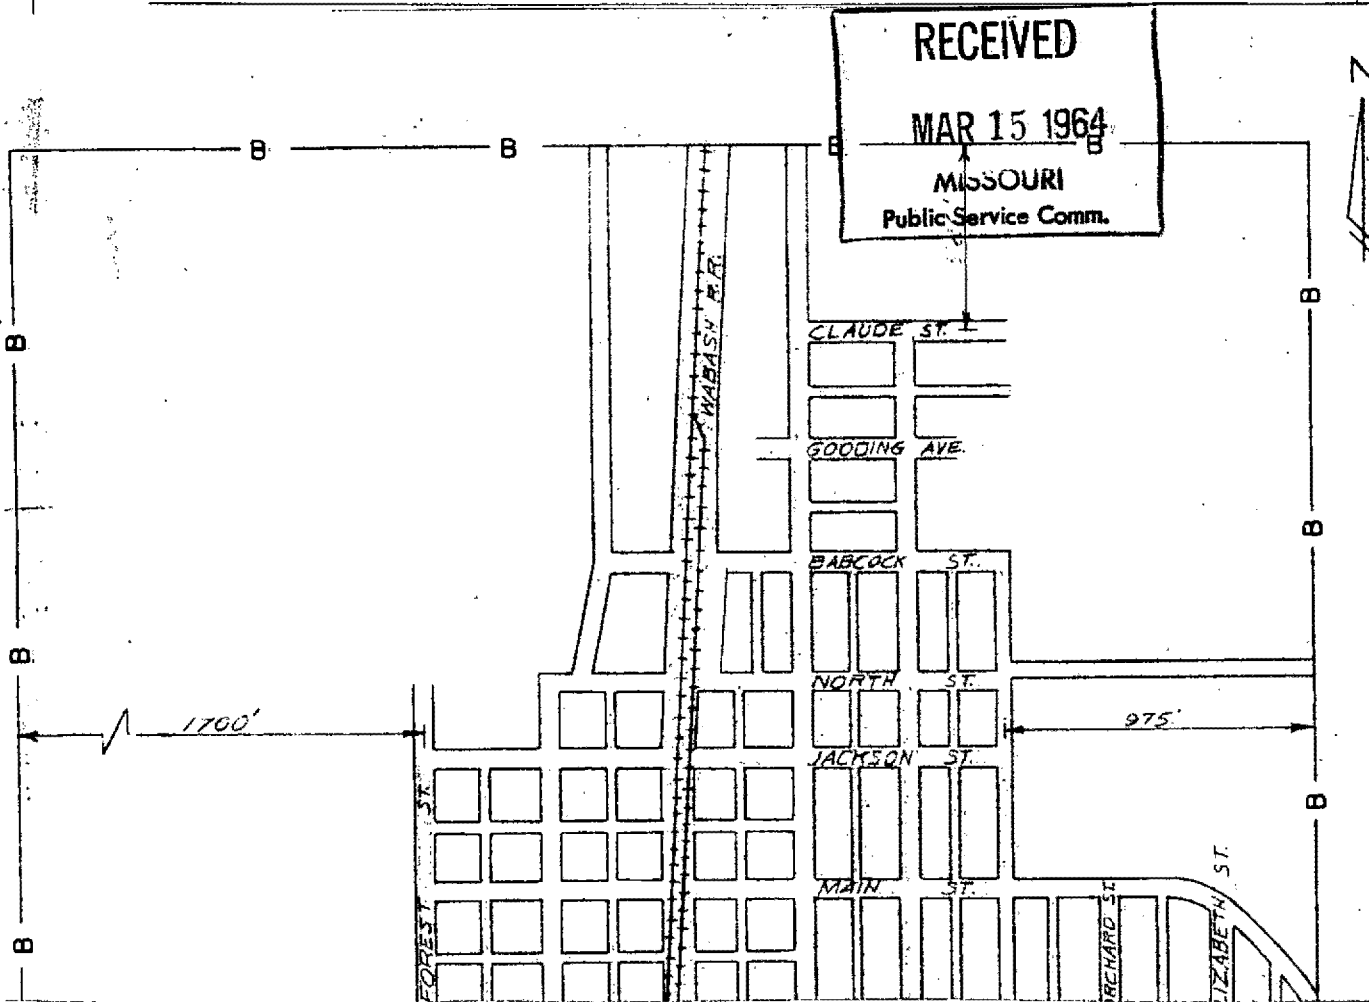 RECEIVED
MAR 15 1964
MISSOURI
Public Service Comm.
N
B B B B
B
B
WABASH R.R.
CLAUDE ST.
GOODING AVE.
B
BABCOCK ST.
B
NORTH ST.
1700'
975'
JACKSON ST.
B
MAIN ST.
FOREST ST.
ORCHARD ST.
ELIZABETH ST.
B